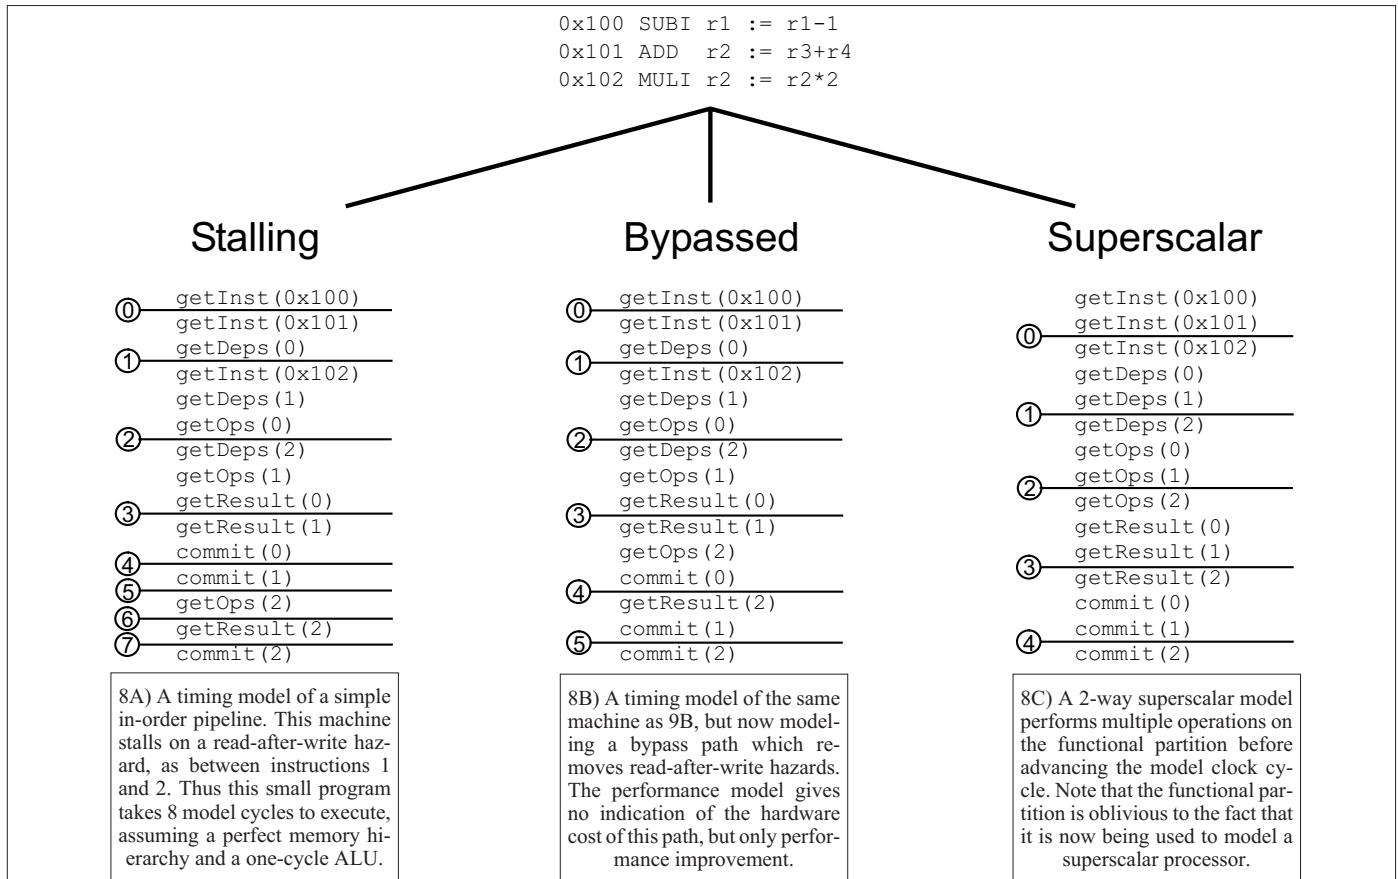 0x100 SUBI r1 := r1-1
0x101 ADD  r2 := r3+r4
0x102 MULI r2 := r2*2
Stalling
getInst(0x100)
0
getInst(0x101)
getDeps(0)
1
getInst(0x102)
getDeps(1)
getOps(0)
2
getDeps(2)
getOps(1)
getResult(0)
3
getResult(1)
commit(0)
4
commit(1)
5
getOps(2)
6
getResult(2)
7
commit(2)
8A) A timing model of a simple
in-order pipeline. This machine
stalls on a read-after-write haz-
ard, as between instructions 1
and 2. Thus this small program
takes 8 model cycles to execute,
assuming a perfect memory hi-
erarchy and a one-cycle ALU.
Bypassed
getInst(0x100)
0
getInst(0x101)
getDeps(0)
1
getInst(0x102)
getDeps(1)
getOps(0)
2
getDeps(2)
getOps(1)
getResult(0)
3
getResult(1)
getOps(2)
commit(0)
4
getResult(2)
commit(1)
5
commit(2)
8B) A timing model of the same
machine as 9B, but now model-
ing a bypass path which re-
moves read-after-write hazards.
The performance model gives
no indication of the hardware
cost of this path, but only perfor-
mance improvement.
Superscalar
getInst(0x100)
getInst(0x101)
0
getInst(0x102)
getDeps(0)
getDeps(1)
1
getDeps(2)
getOps(0)
getOps(1)
2
getOps(2)
getResult(0)
getResult(1)
3
getResult(2)
commit(0)
commit(1)
4
commit(2)
8C) A 2-way superscalar model
performs multiple operations on
the functional partition before
advancing the model clock cy-
cle. Note that the functional par-
tition is oblivious to the fact that
it is now being used to model a
superscalar processor.